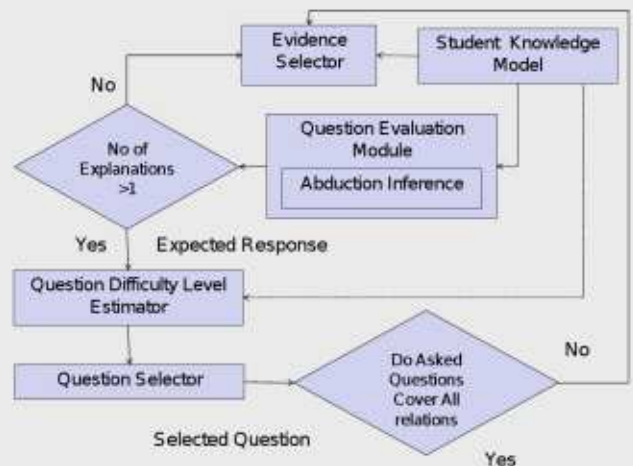 Evidence
Selector
Student Knowledge
Model
No
Question Evaluation
Module
Abduction Inference
No of
Explanations
>1
Yes
Expected Response
Question Difficulty Level
Estimator
Question Selector
Do Asked
Questions
Cover All
relations
No
Selected Question
Yes